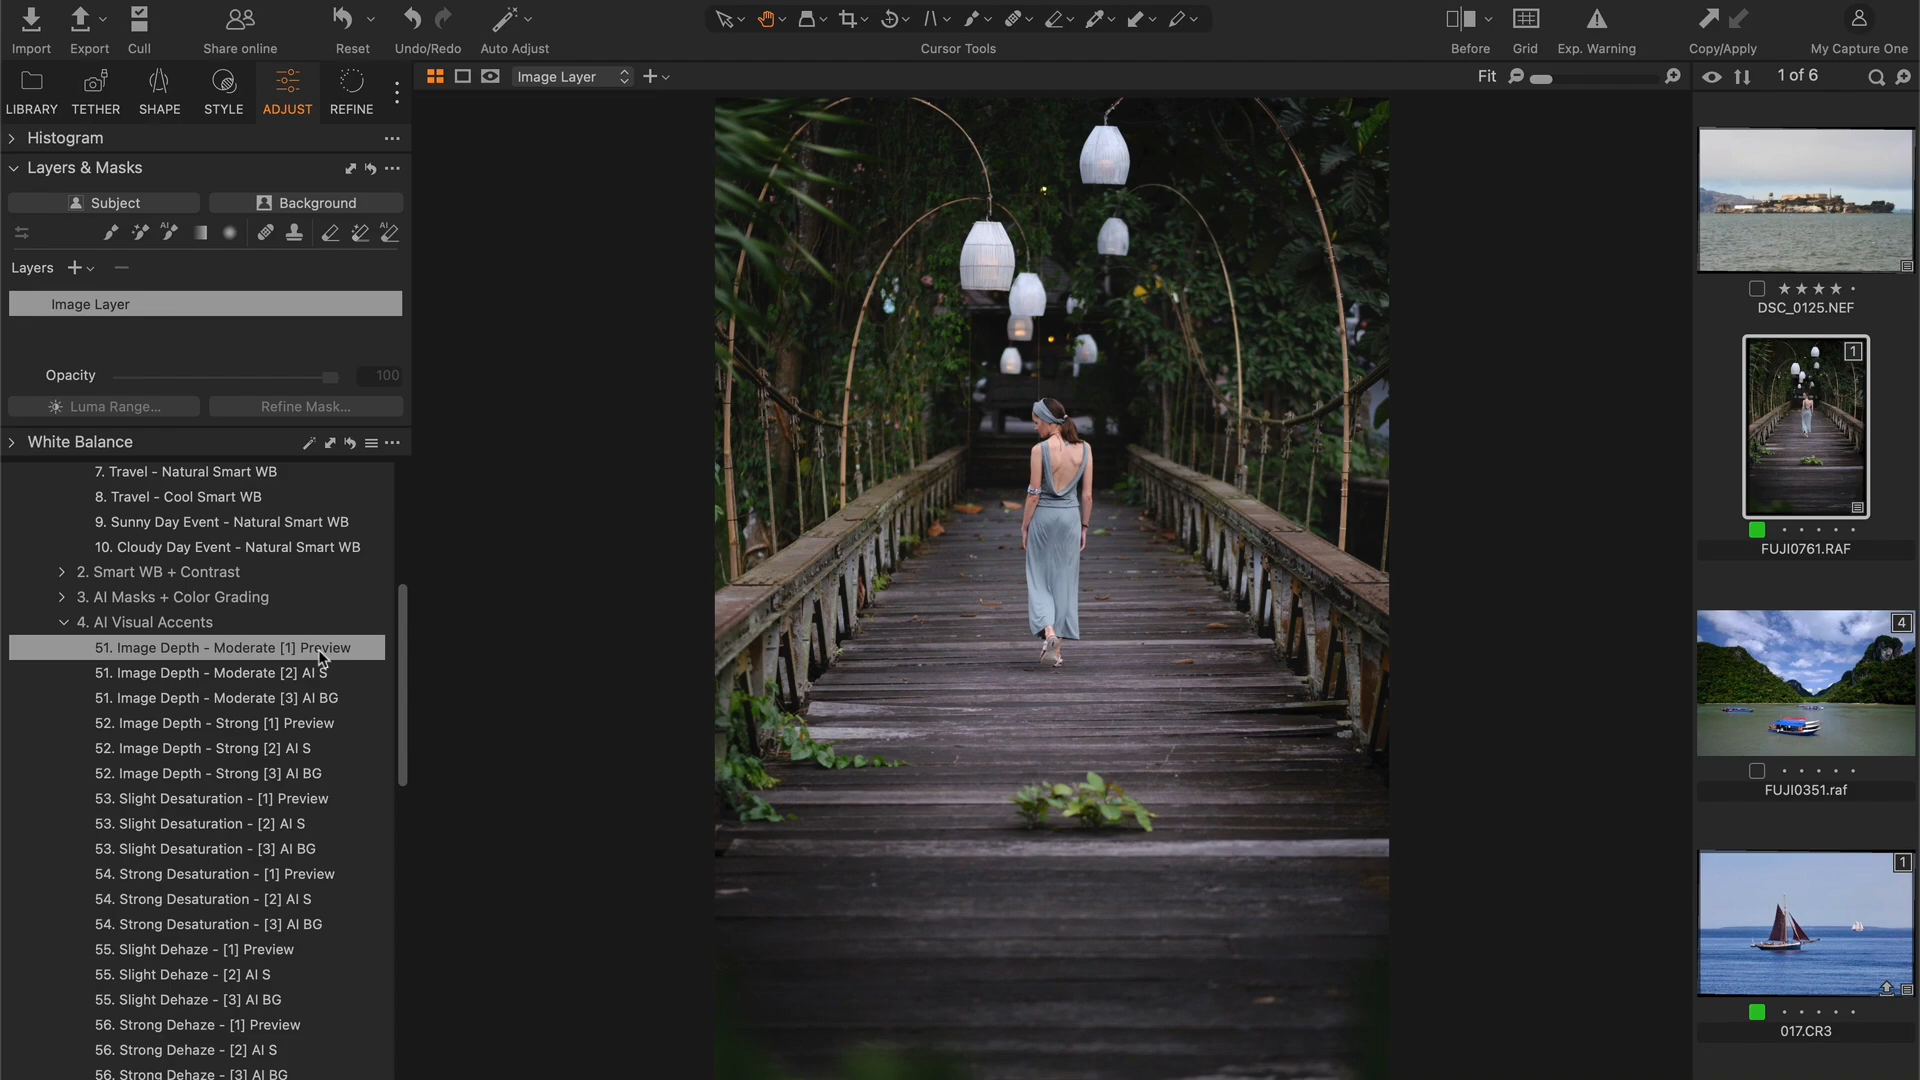 Import
Export
Cull
Share online
Reset
Undo/Redo
Auto Adjust
Cursor Tools
Before
Grid
Exp. Warning
Copy/Apply
My Capture One
LIBRARY
TETHER
SHAPE
STYLE
ADJUST
REFINE
Image Layer
Fit
1 of 6
Histogram
Layers & Masks
Subject
Background
AI
AI
Layers
Image Layer
Opacity
100
Luma Range...
Refine Mask...
White Balance
7. Travel - Natural Smart WB
8. Travel - Cool Smart WB
9. Sunny Day Event - Natural Smart WB
10. Cloudy Day Event - Natural Smart WB
2. Smart WB + Contrast
3. AI Masks + Color Grading
4. AI Visual Accents
51. Image Depth - Moderate [1] Preview
51. Image Depth - Moderate [2] AI S
51. Image Depth - Moderate [3] AI BG
52. Image Depth - Strong [1] Preview
52. Image Depth - Strong [2] AI S
52. Image Depth - Strong [3] AI BG
53. Slight Desaturation - [1] Preview
53. Slight Desaturation - [2] AI S
53. Slight Desaturation - [3] AI BG
54. Strong Desaturation - [1] Preview
54. Strong Desaturation - [2] AI S
54. Strong Desaturation - [3] AI BG
55. Slight Dehaze - [1] Preview
55. Slight Dehaze - [2] AI S
55. Slight Dehaze - [3] AI BG
56. Strong Dehaze - [1] Preview
56. Strong Dehaze - [2] AI S
56. Strong Dehaze - [3] AI BG
DSC_0125.NEF
1
FUJI0761.RAF
4
FUJI0351.raf
1
017.CR3